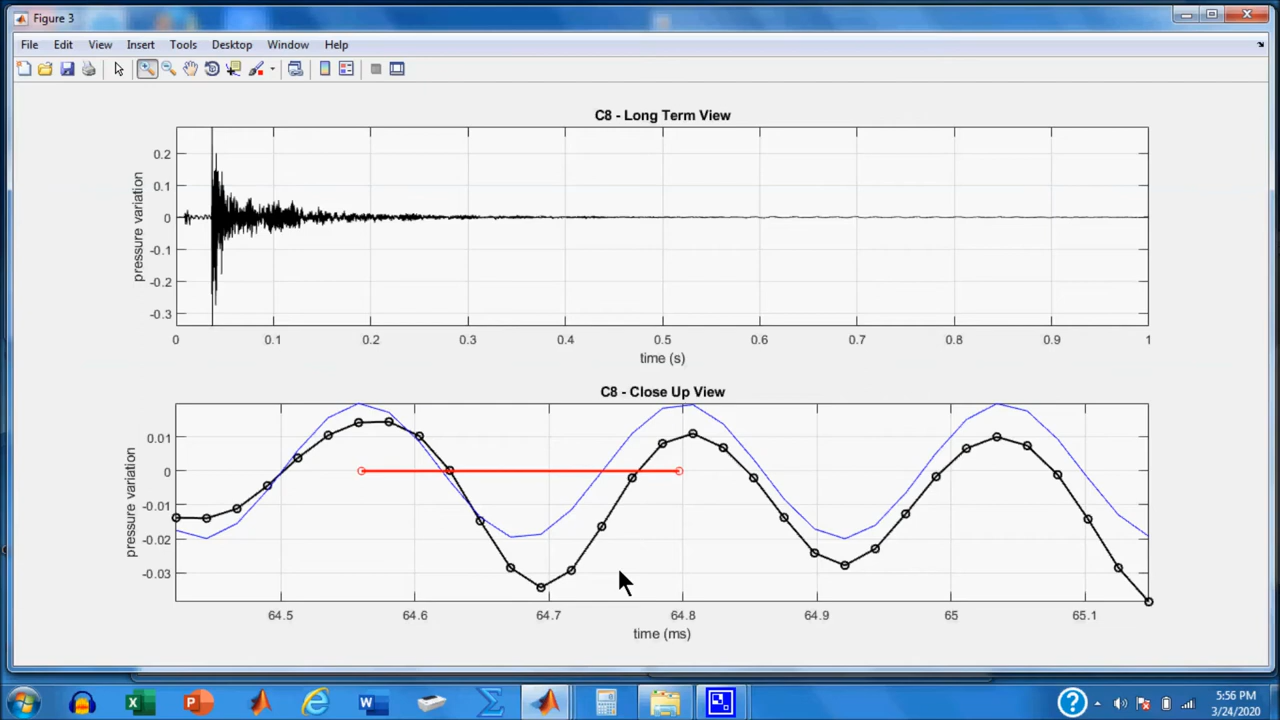 Figure 3
File Edit View Insert Tools Desktop Window Help
C8 - Long Term View
pressure variation
0.2
0.1
0
-0.1
-0.2
-0.3
0 0.1 0.2 0.3 0.4 0.5 0.6 0.7 0.8 0.9 1
time (s)
C8 - Close Up View
pressure variation
0.01
0
-0.01
-0.02
-0.03
64.5 64.6 64.7 64.8 64.9 65 65.1
time (ms)
5:56 PM
3/24/2020